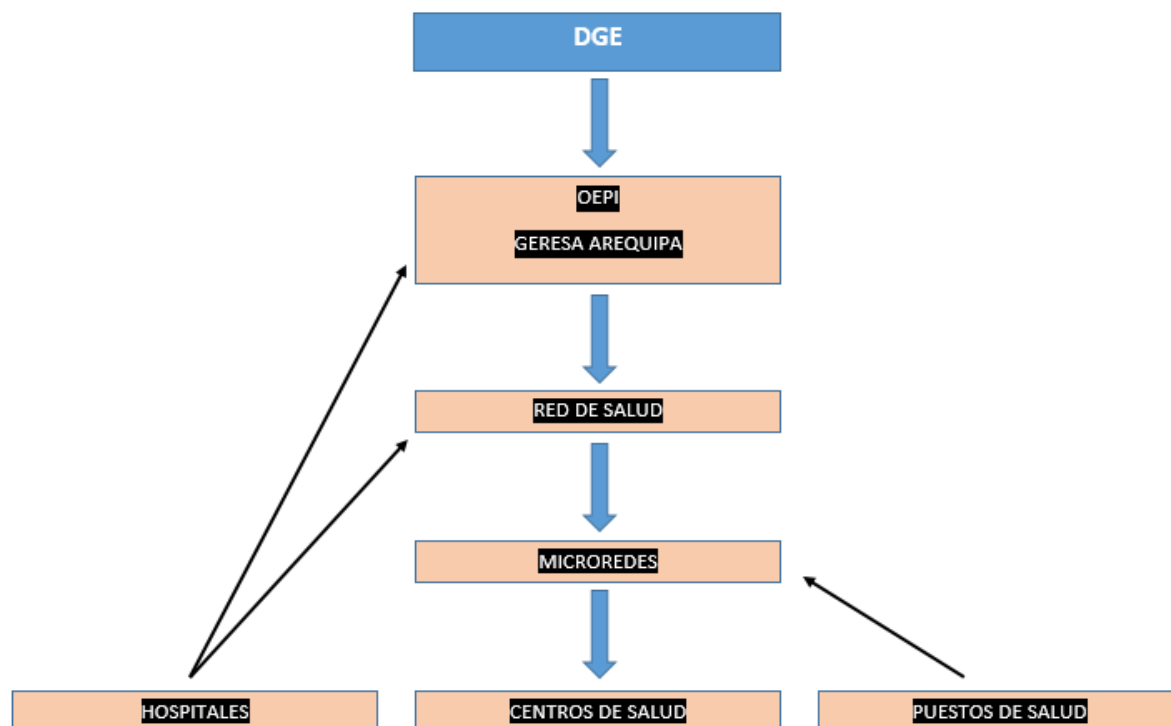 DGE
OEPI
GERESA AREQUIPA
RED DE SALUD
MICROREDES
HOSPITALES
CENTROS DE SALUD
PUESTOS DE SALUD